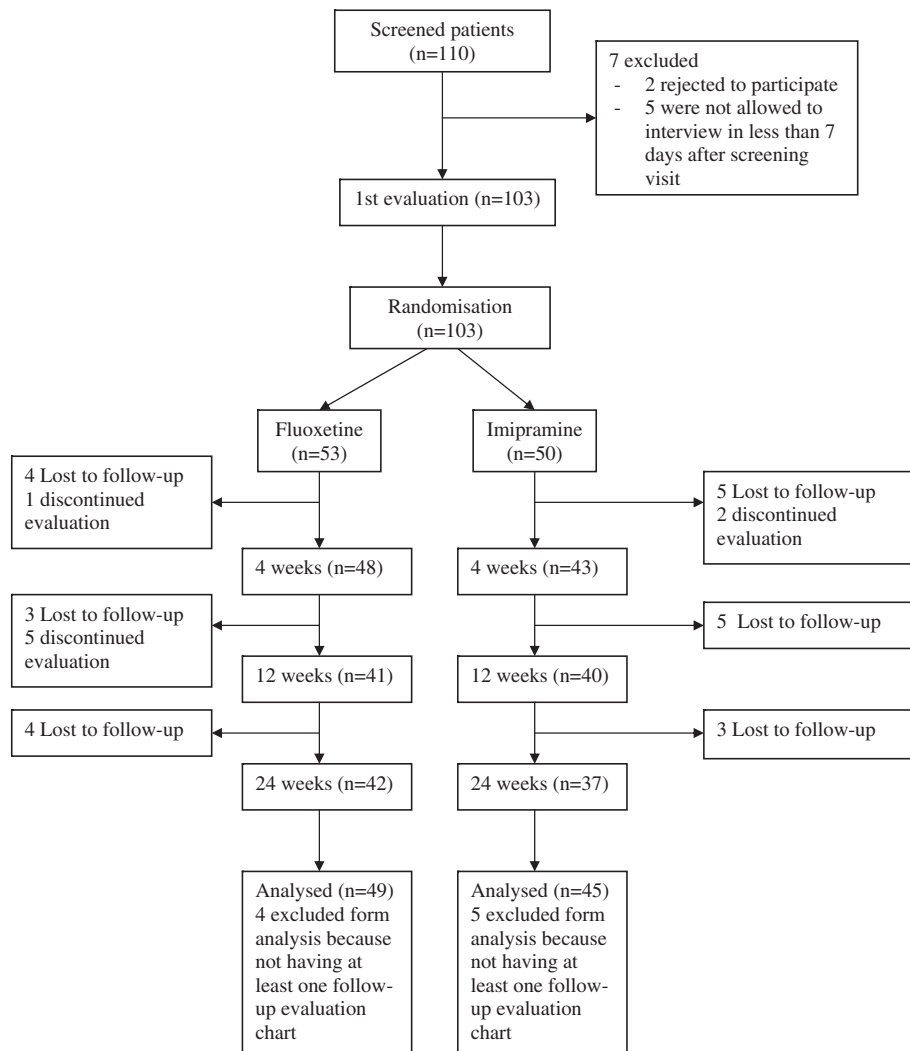 Screened patients
(n=110)
7 excluded
- 2 rejected to participate
- 5 were not allowed to
interview in less than 7
days after screening
visit
1st evaluation (n=103)
Randomisation
(n=103)
Fluoxetine
(n=53)
Imipramine
(n=50)
4 Lost to follow-up
1 discontinued
evaluation
5 Lost to follow-up
2 discontinued
evaluation
4 weeks (n=48)
4 weeks (n=43)
3 Lost to follow-up
5 discontinued
evaluation
5 Lost to follow-up
12 weeks (n=41)
12 weeks (n=40)
4 Lost to follow-up
3 Lost to follow-up
24 weeks (n=42)
24 weeks (n=37)
Analysed (n=49)
4 excluded form
analysis because
not having at
least one follow-
up evaluation
chart
Analysed (n=45)
5 excluded form
analysis because
not having at
least one follow-
up evaluation
chart